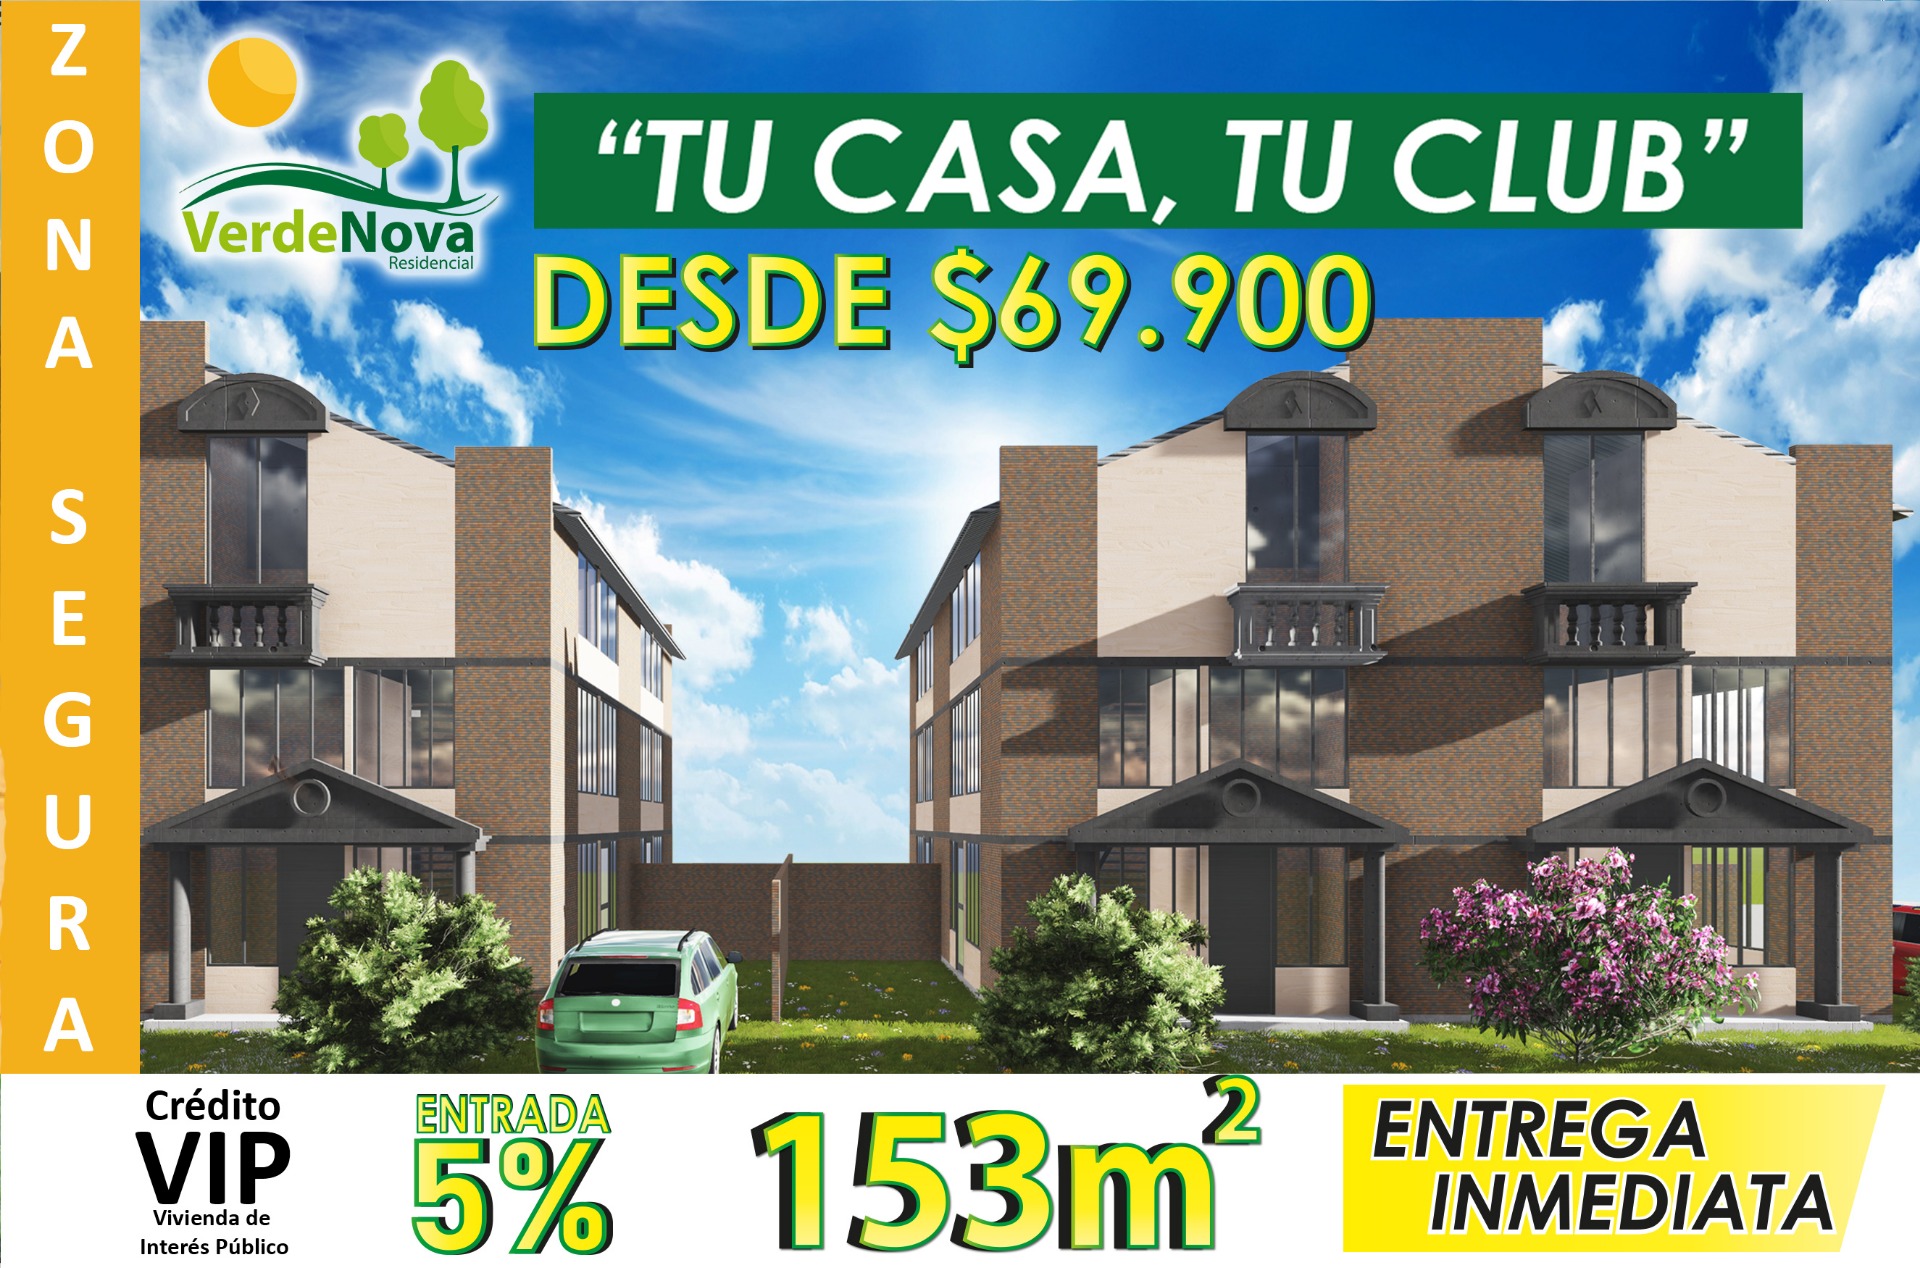 ZONA SEGURA
VerdeNova
Residencial
“TU CASA, TU CLUB”
DESDE $69.900
Crédito
VIP
Vivienda de
Interés Público
ENTRADA
5%
153m²
ENTREGA
INMEDIATA